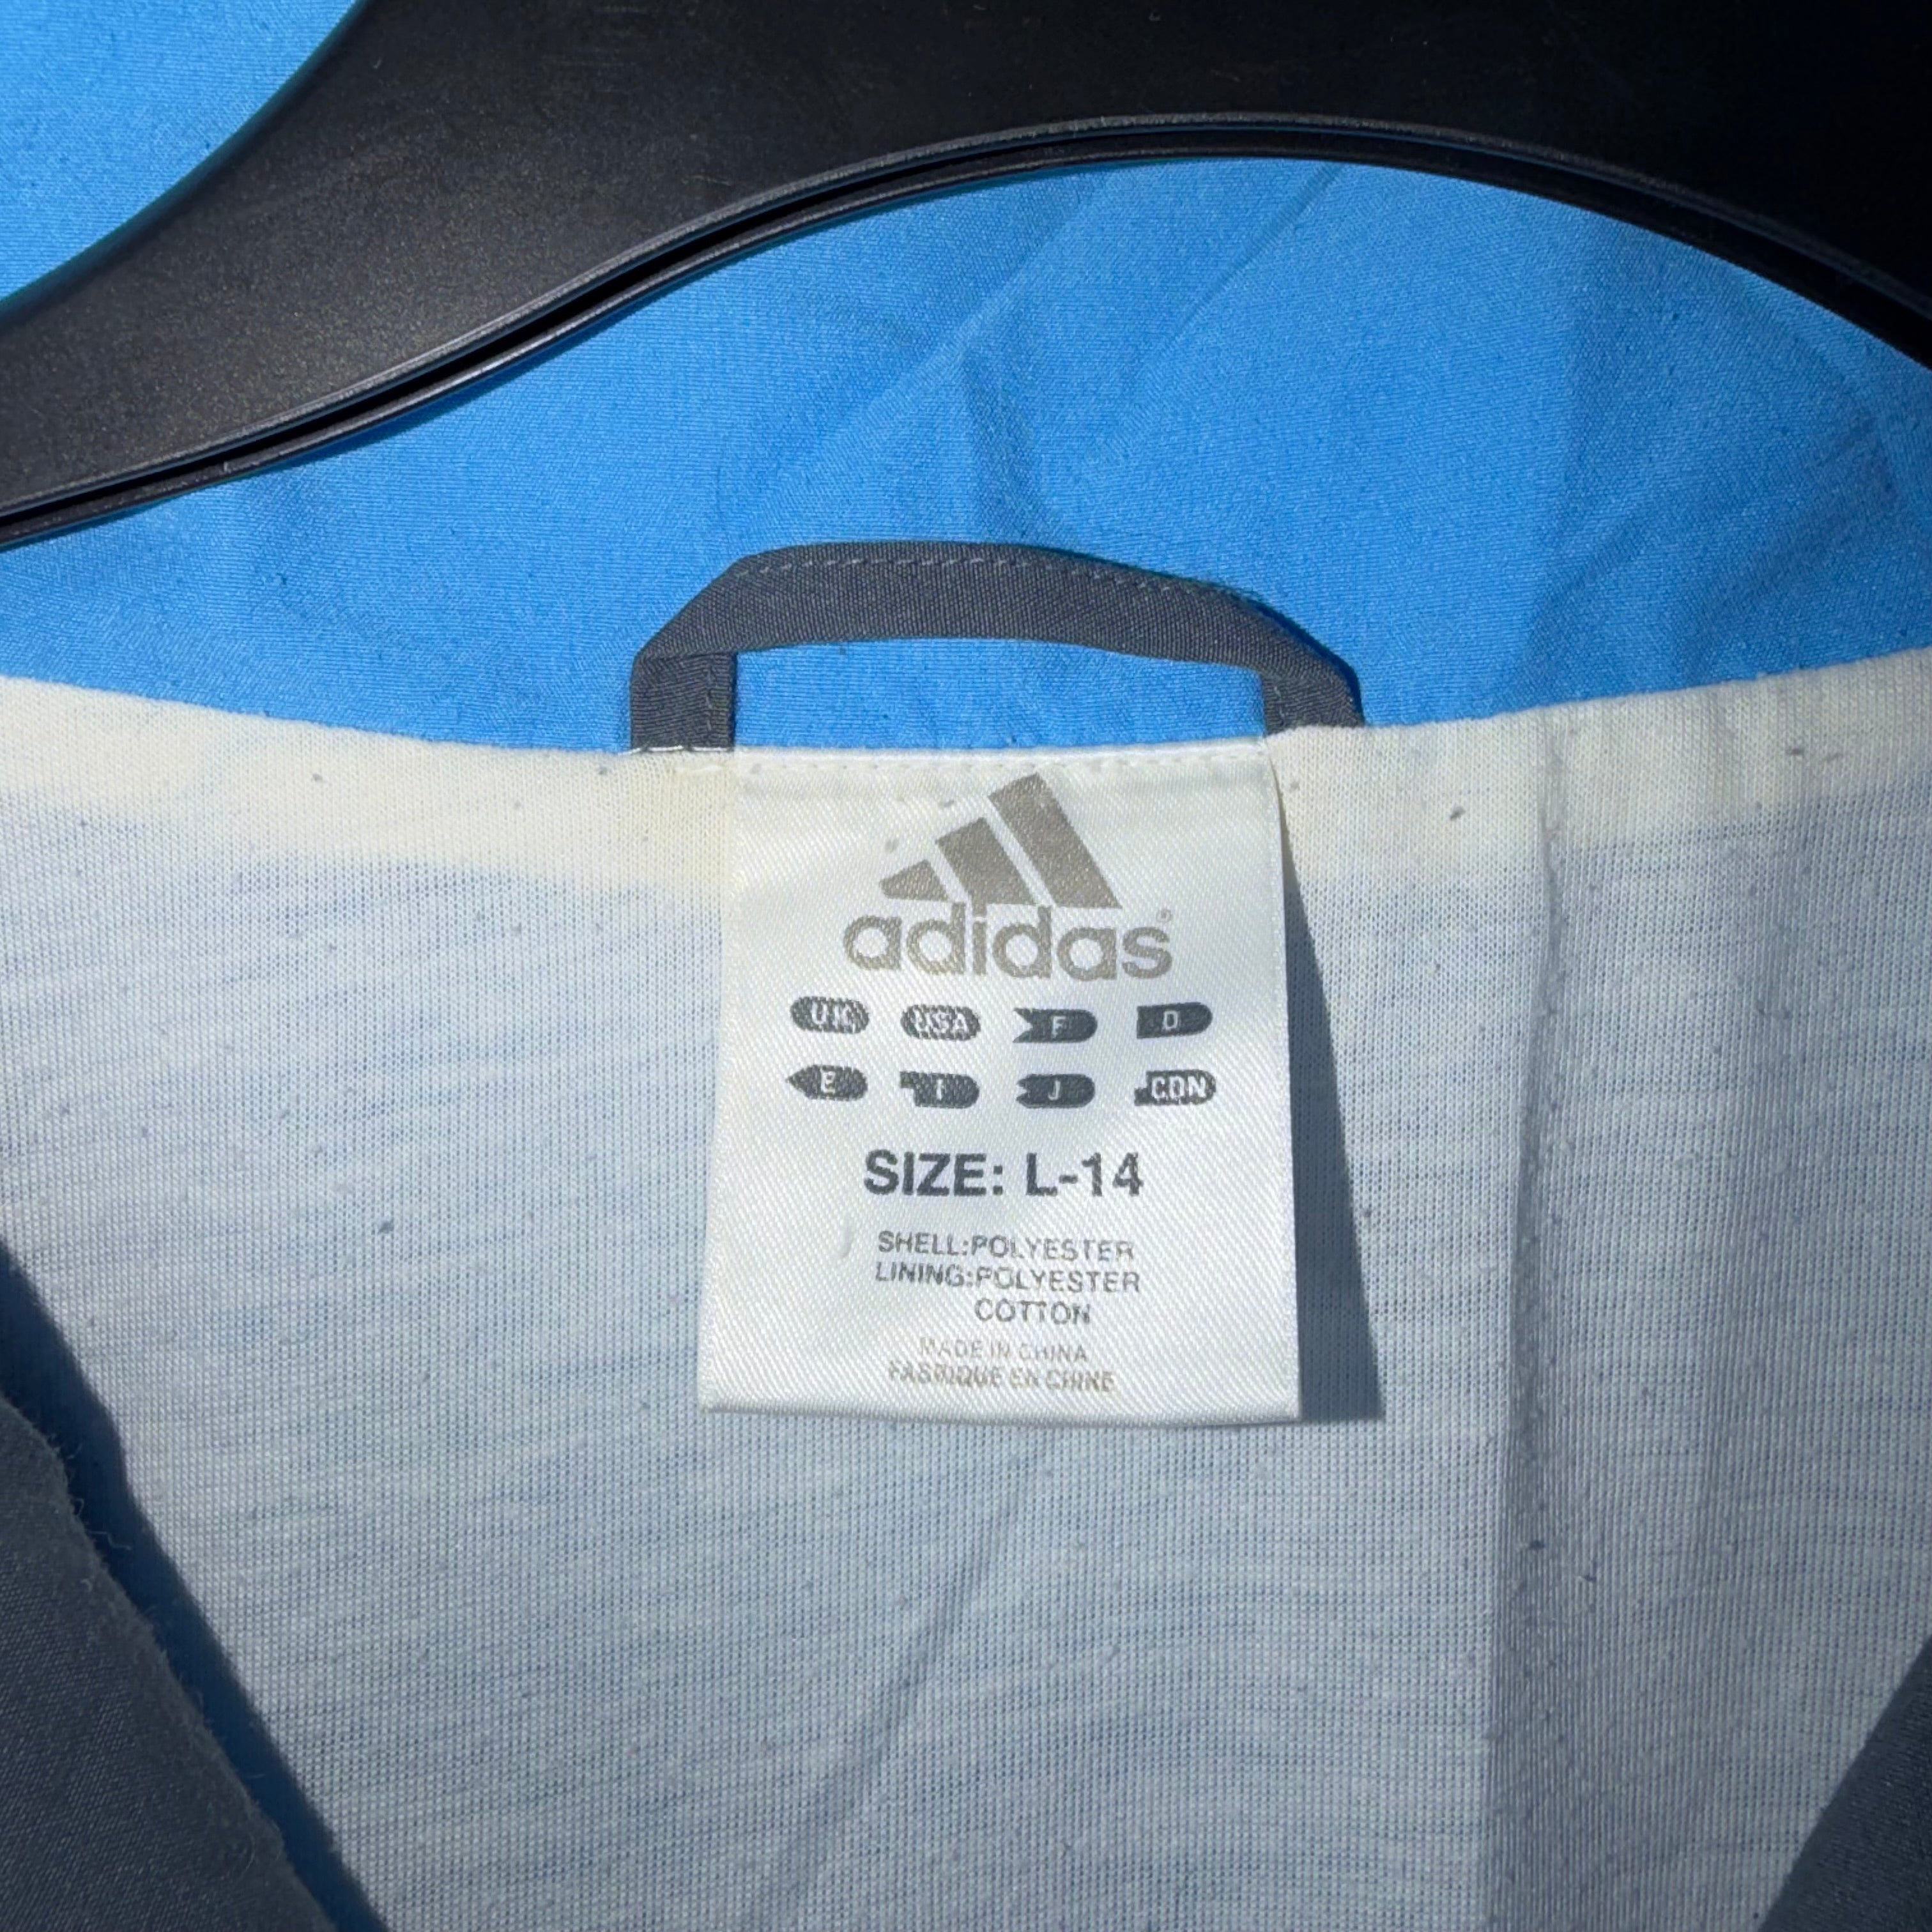 adidas®
UK USA F D
E I J CDN
SIZE: L-14
SHELL:POLYESTER
LINING:POLYESTER
COTTON
MADE IN CHINA
FABRIQUE EN CHINE